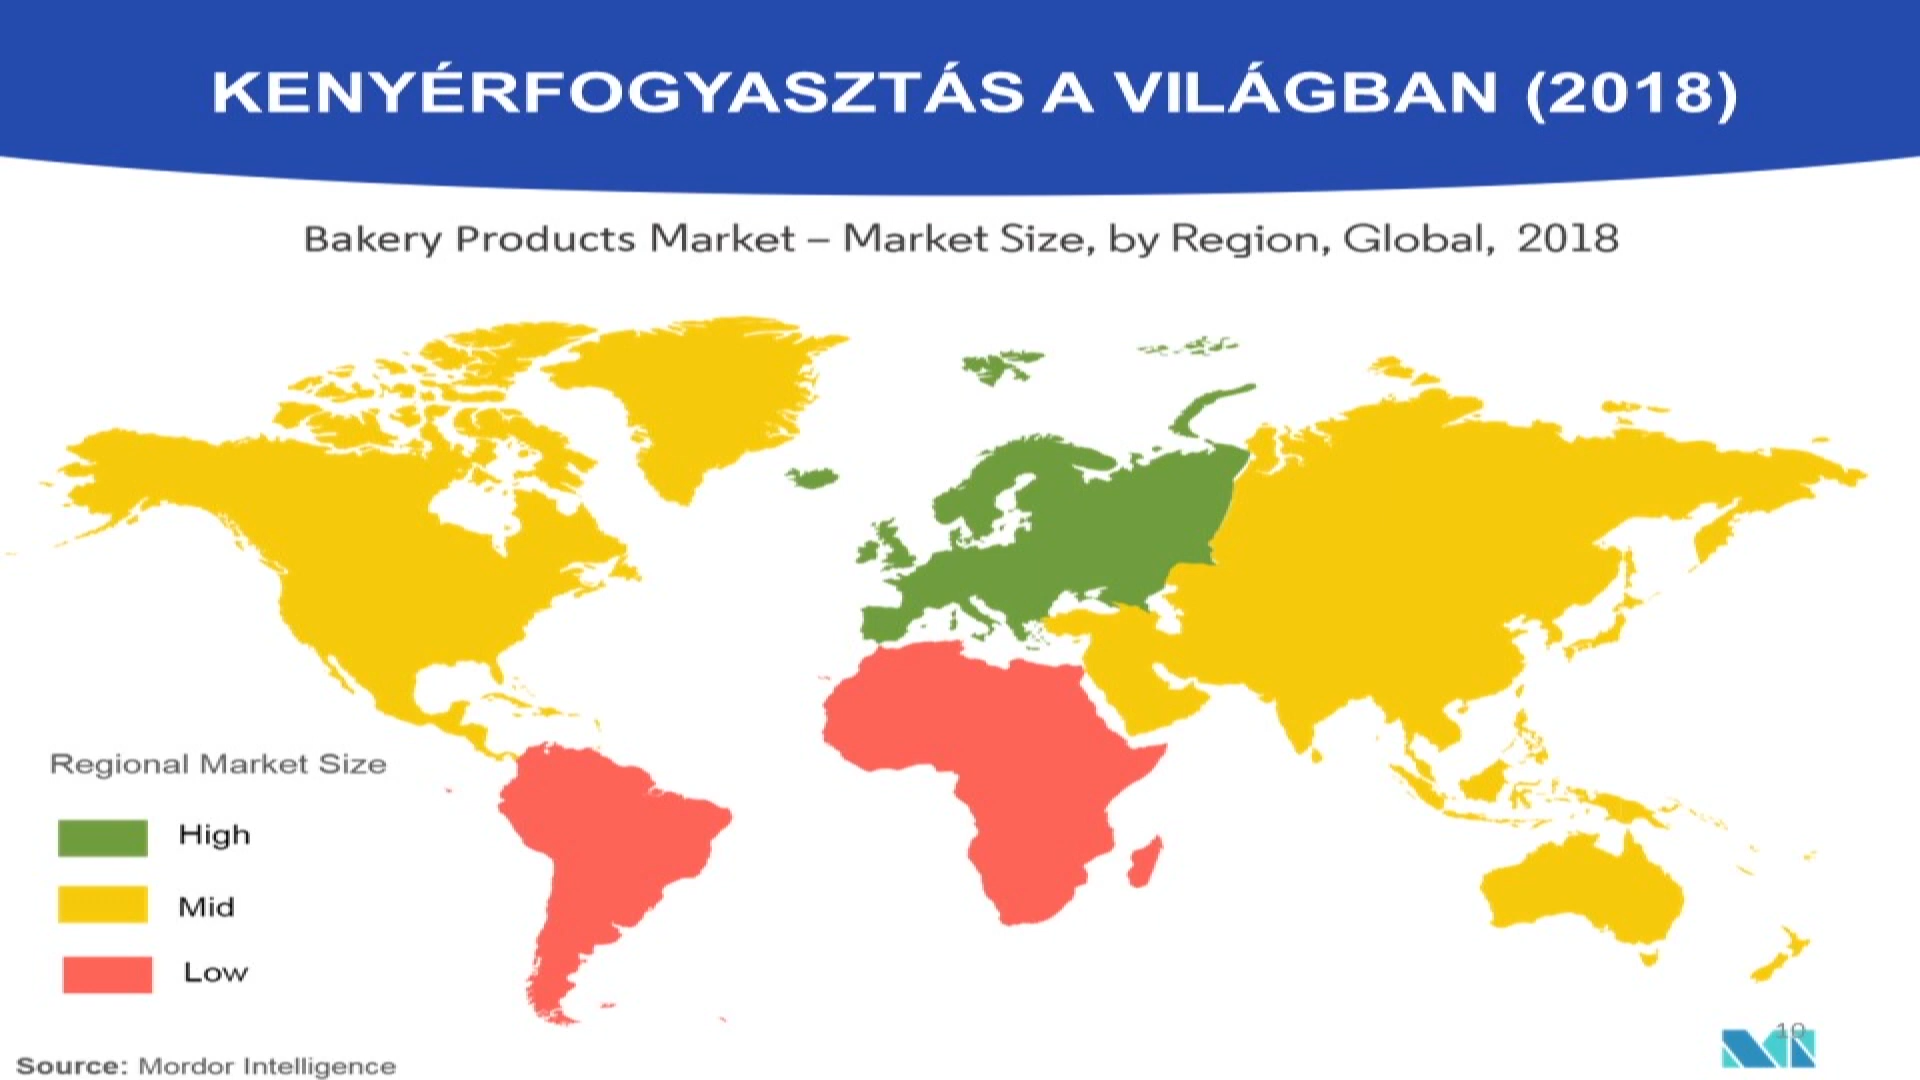 KENYÉRFOGYASZTÁS A VILÁGBAN (2018)
Bakery Products Market – Market Size, by Region, Global, 2018
Regional Market Size
High
Mid
Low
Source: Mordor Intelligence